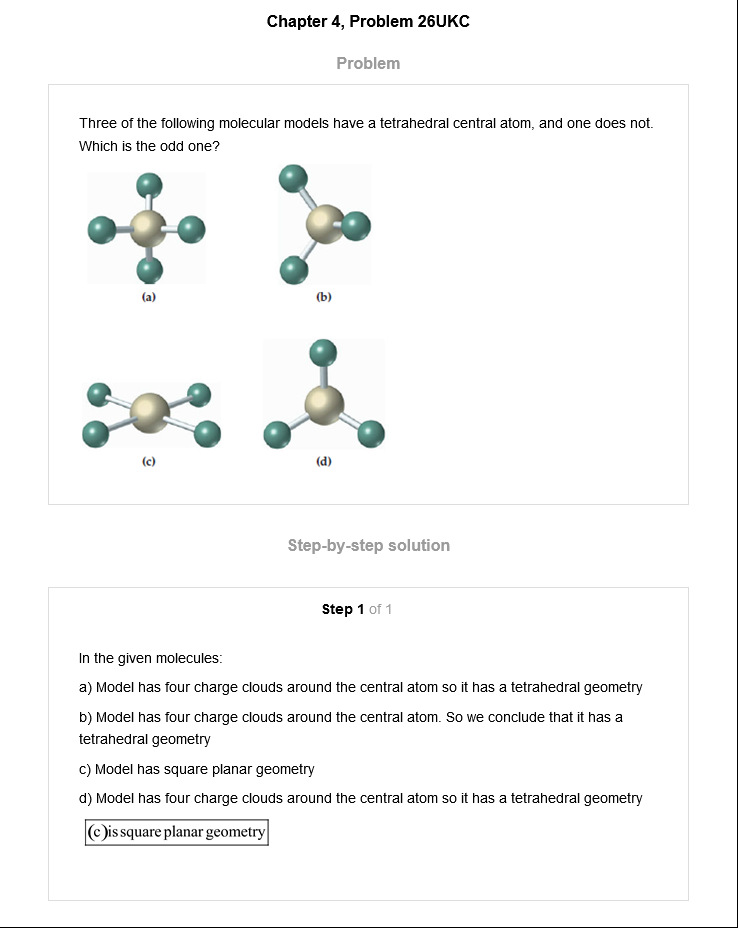 Chapter 4, Problem 26UKC
Problem
Three of the following molecular models have a tetrahedral central atom, and one does not.
Which is the odd one?
(a)
(b)
(c)
(d)
Step-by-step solution
Step 1 of 1
In the given molecules:
a) Model has four charge clouds around the central atom so it has a tetrahedral geometry
b) Model has four charge clouds around the central atom. So we conclude that it has a
tetrahedral geometry
c) Model has square planar geometry
d) Model has four charge clouds around the central atom so it has a tetrahedral geometry
(c)is square planar geometry